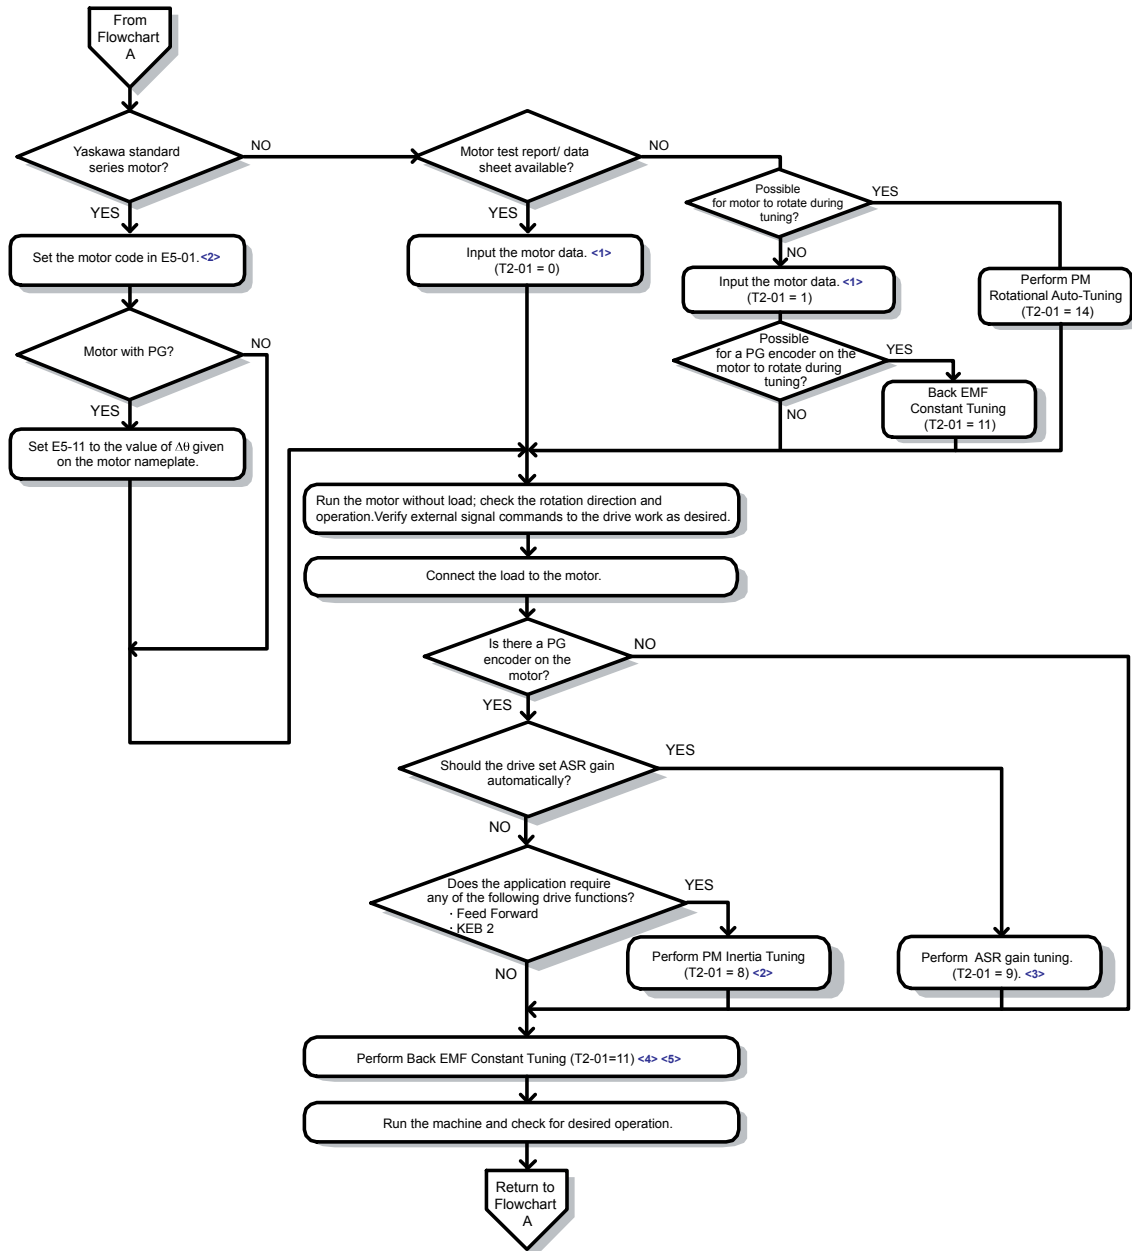 From
Flowchart
A
Yaskawa standard
series motor?
NO
YES
Motor test report/ data
sheet available?
NO
YES
Possible
for motor to rotate during
tuning?
YES
NO
Set the motor code in E5-01.<2>
Input the motor data. <1>
(T2-01 = 0)
Input the motor data. <1>
(T2-01 = 1)
Perform PM
Rotational Auto-Tuning
(T2-01 = 14)
Motor with PG?
NO
YES
Possible
for a PG encoder on the
motor to rotate during
tuning?
YES
NO
Back EMF
Constant Tuning
(T2-01 = 11)
Set E5-11 to the value of Δθ given
on the motor nameplate.
Run the motor without load; check the rotation direction and
operation.Verify external signal commands to the drive work as desired.
Connect the load to the motor.
Is there a PG
encoder on the
motor?
NO
YES
Should the drive set ASR gain
automatically?
YES
NO
Does the application require
any of the following drive functions?
· Feed Forward
· KEB 2
YES
NO
Perform PM Inertia Tuning
(T2-01 = 8) <2>
Perform ASR gain tuning.
(T2-01 = 9). <3>
Perform Back EMF Constant Tuning (T2-01=11) <4> <5>
Run the machine and check for desired operation.
Return to
Flowchart
A